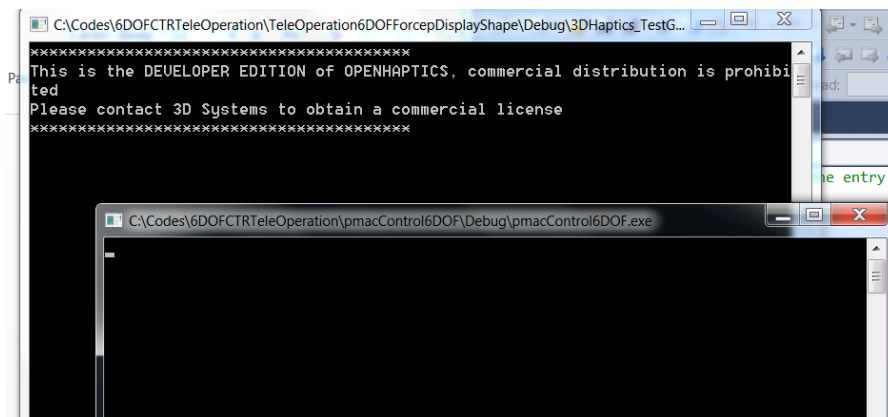 C:\Codes\6DOFCTRTeleOperation\TeleOperation6DOFForcepDisplayShape\Debug\3DHaptics_TestG...
****************************************
This is the DEVELOPER EDITION of OPENHAPTICS, commercial distribution is prohibi
ted
Please contact 3D Systems to obtain a commercial license
****************************************
ad:
he entry
C:\Codes\6DOFCTRTeleOperation\pmacControl6DOF\Debug\pmacControl6DOF.exe